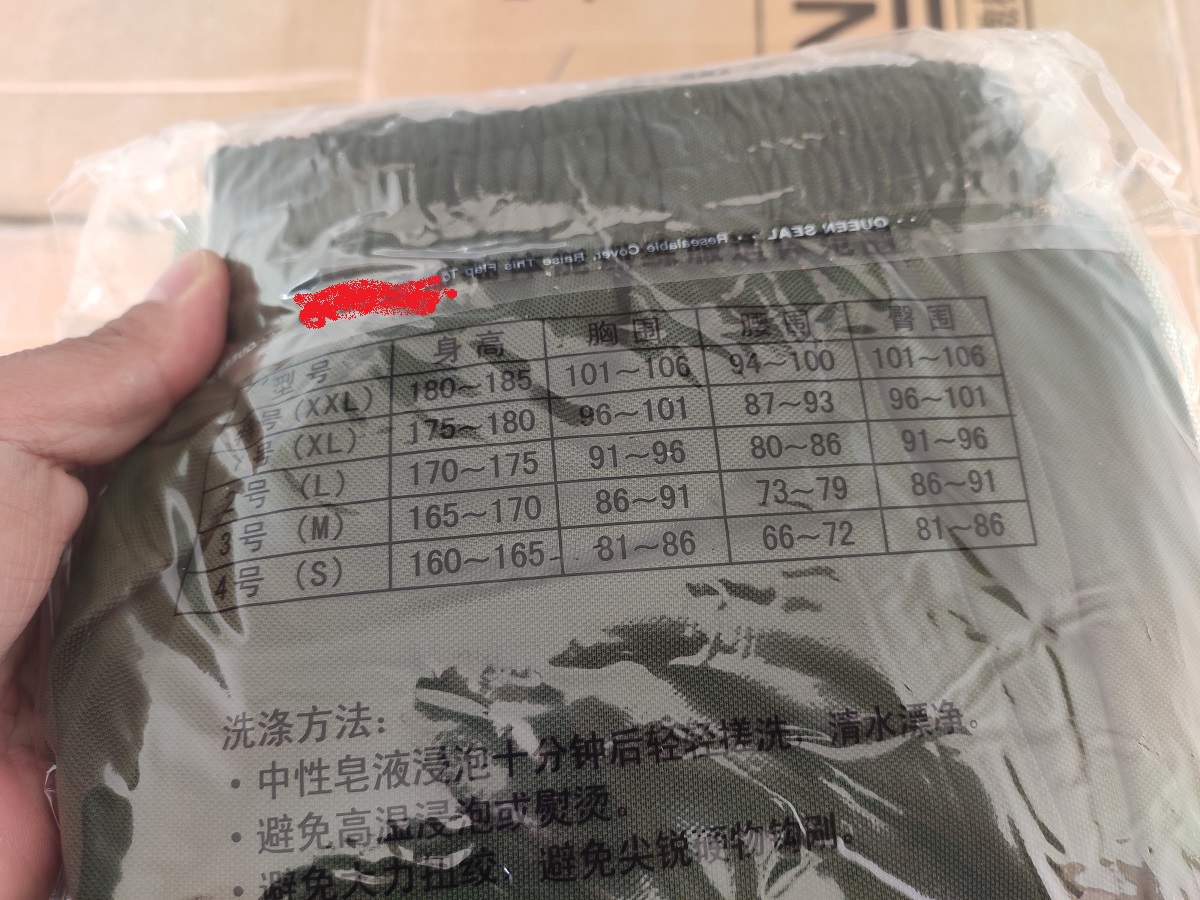 QUEEN SEAL · Resealable Cover. Raise This Flap To
型号 身高 胸围 腰围 臀围
号 (XXL) 180~185 101~106 94~100 101~106
号 (XL) 175~180 96~101 87~93 96~101
2号 (L) 170~175 91~96 80~86 91~96
3号 (M) 165~170 86~91 73~79 86~91
4号 (S) 160~165 81~86 66~72 81~86
洗涤方法:
·中性皂液浸泡十分钟后轻轻搓洗,清水漂净。
·避免高温浸泡或熨烫。
·避免大力扭绞,避免尖锐硬物钩刷。